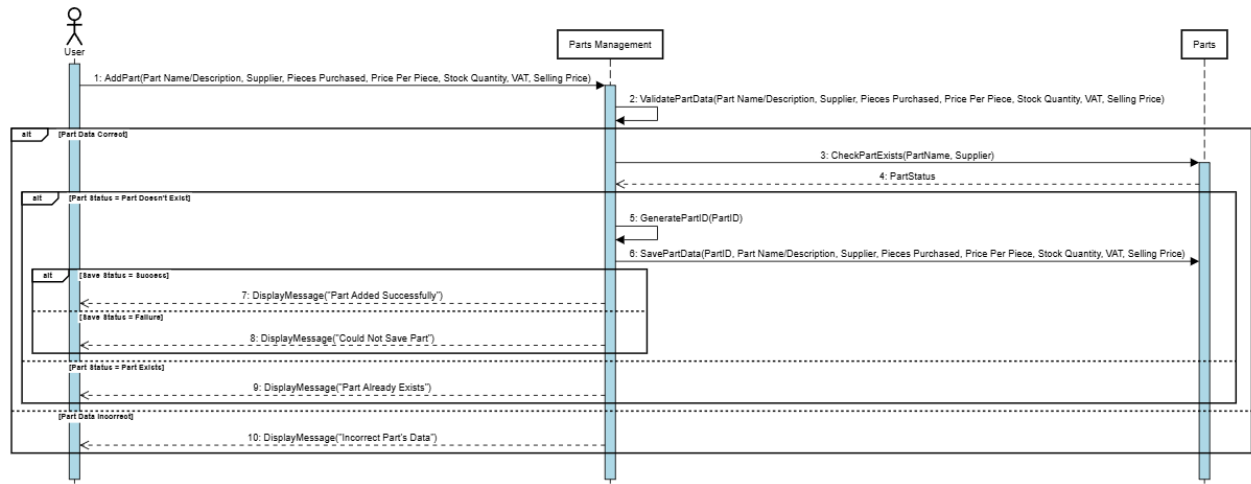 User
Parts Management
Parts
1: AddPart(Part Name/Description, Supplier, Pieces Purchased, Price Per Piece, Stock Quantity, VAT, Selling Price)
2: ValidatePartData(Part Name/Description, Supplier, Pieces Purchased, Price Per Piece, Stock Quantity, VAT, Selling Price)
alt
[Part Data Correct]
3: CheckPartExists(PartName, Supplier)
4: PartStatus
alt
[Part Status = Part Doesn't Exist]
5: GeneratePartID(PartID)
6: SavePartData(PartID, Part Name/Description, Supplier, Pieces Purchased, Price Per Piece, Stock Quantity, VAT, Selling Price)
alt
[Save Status = Success]
7: DisplayMessage("Part Added Successfully")
[Save Status = Failure]
8: DisplayMessage("Could Not Save Part")
[Part Status = Part Exists]
9: DisplayMessage("Part Already Exists")
[Part Data Incorrect]
10: DisplayMessage("Incorrect Part's Data")